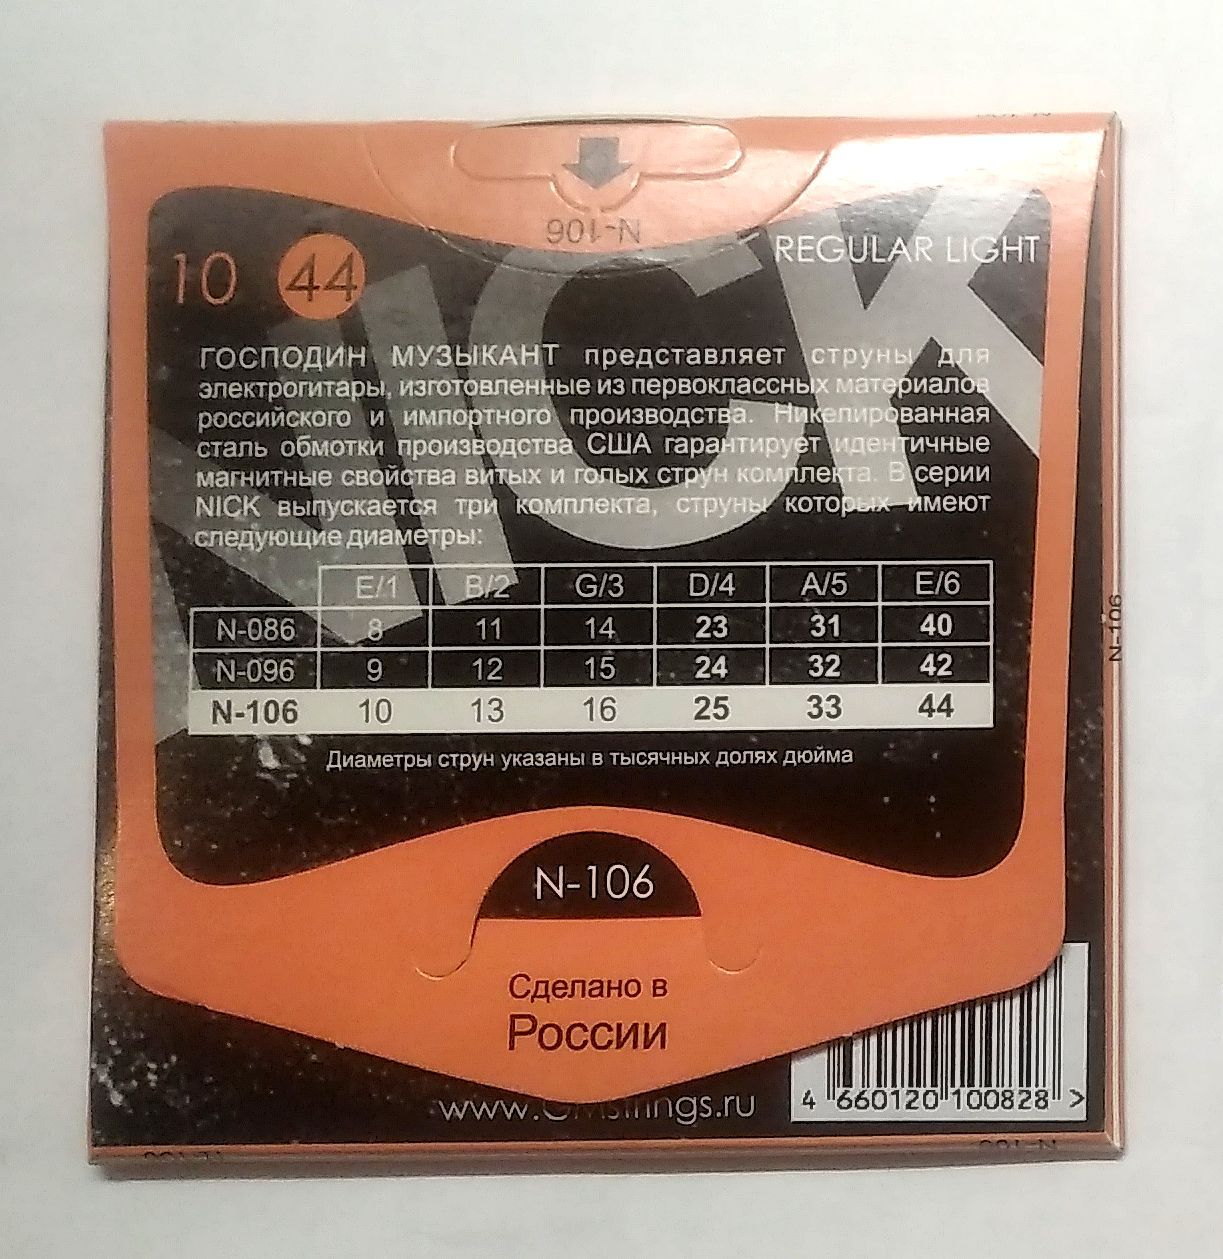 N-106
REGULAR LIGHT
10 44
NICK
ГОСПОДИН МУЗЫКАНТ представляет струны для
электрогитары, изготовленные из первоклассных материалов
российского и импортного производства. Никелированная
сталь обмотки производства США гарантирует идентичные
магнитные свойства витых и голых струн комплекта. В серии
NICK выпускается три комплекта, струны которых имеют
следующие диаметры:
E/1 B/2 G/3 D/4 A/5 E/6
N-086 8 11 14 23 31 40
N-096 9 12 15 24 32 42
N-106 10 13 16 25 33 44
Диаметры струн указаны в тысячных долях дюйма
N-106
N-106
Сделано в
России
www.GMstrings.ru
4 660120 100828 >